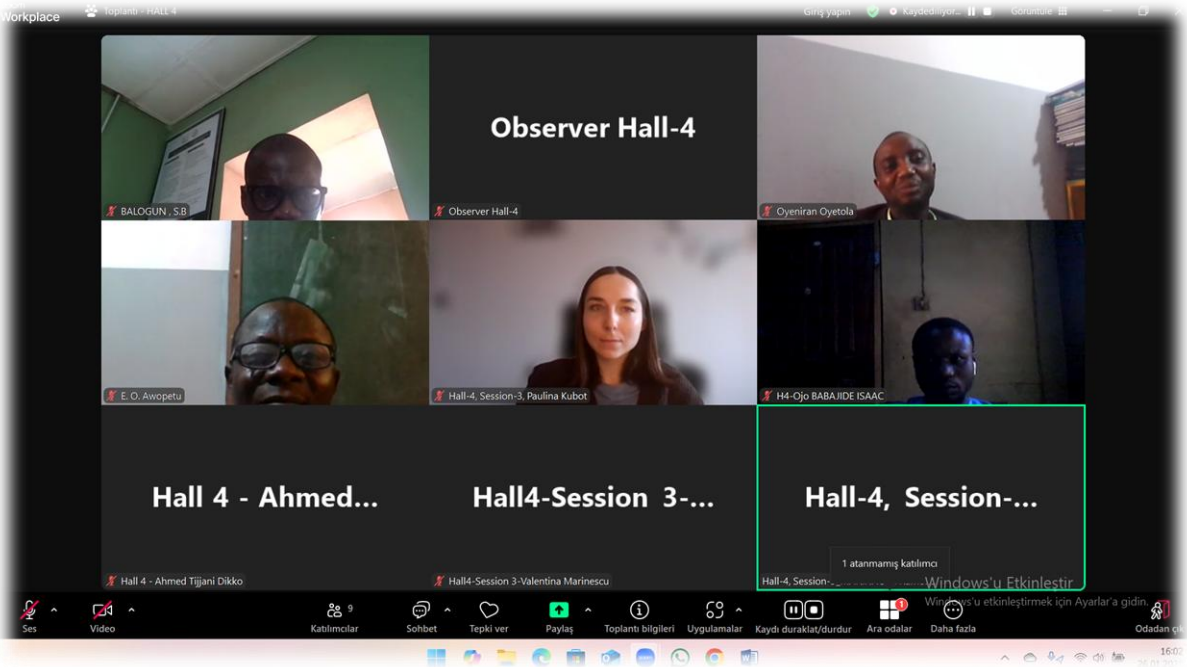 Workplace
Toplantı - HALL 4
Giriş yapın
Kaydediliyor...
Görüntüle
BALOGUN , S.B
Observer Hall-4
Observer Hall-4
Oyeniran Oyetola
E. O. Awopetu
Hall-4, Session-3, Paulina Kubot
H4-Ojo BABAJIDE ISAAC
Hall 4 - Ahmed...
Hall 4 - Ahmed Tijjani Dikko
Hall4-Session 3-...
Hall4-Session 3-Valentina Marinescu
Hall-4, Session-...
1 atanmamış katılımcı
Hall-4, Session-
Windows'u Etkinleştir
Windows'u etkinleştirmek için Ayarlar'a gidin.
Ses
Video
Katılımcılar
9
Sohbet
Tepki ver
Paylaş
Toplantı bilgileri
Uygulamalar
Kaydı duraklat/durdur
Ara odalar
1
Daha fazla
Odadan çık
16:02